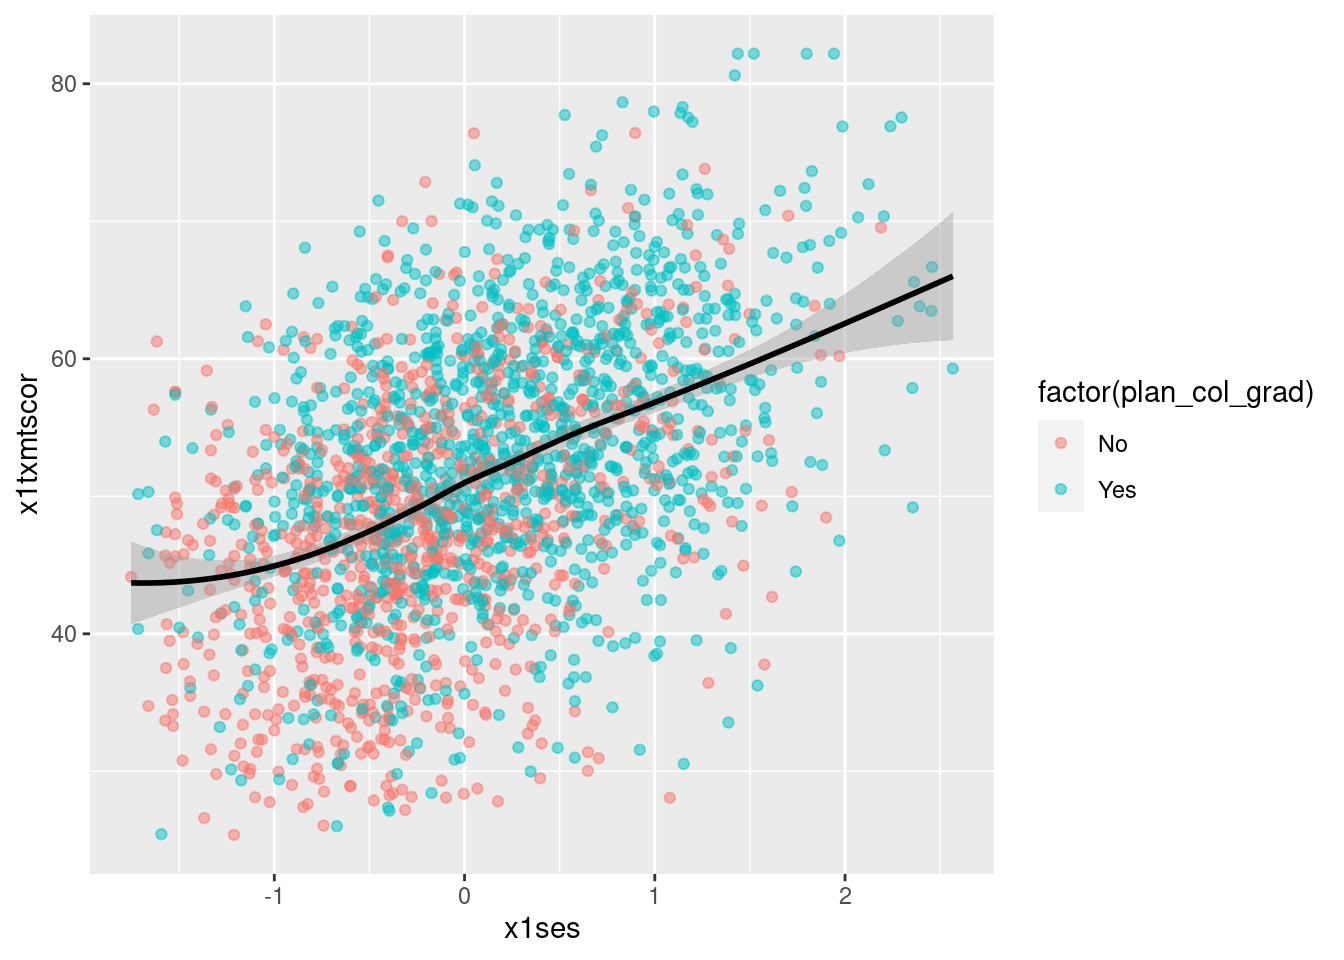 80
60
40
x1txmtscor
-1
0
1
2
x1ses
factor(plan_col_grad)
No
Yes